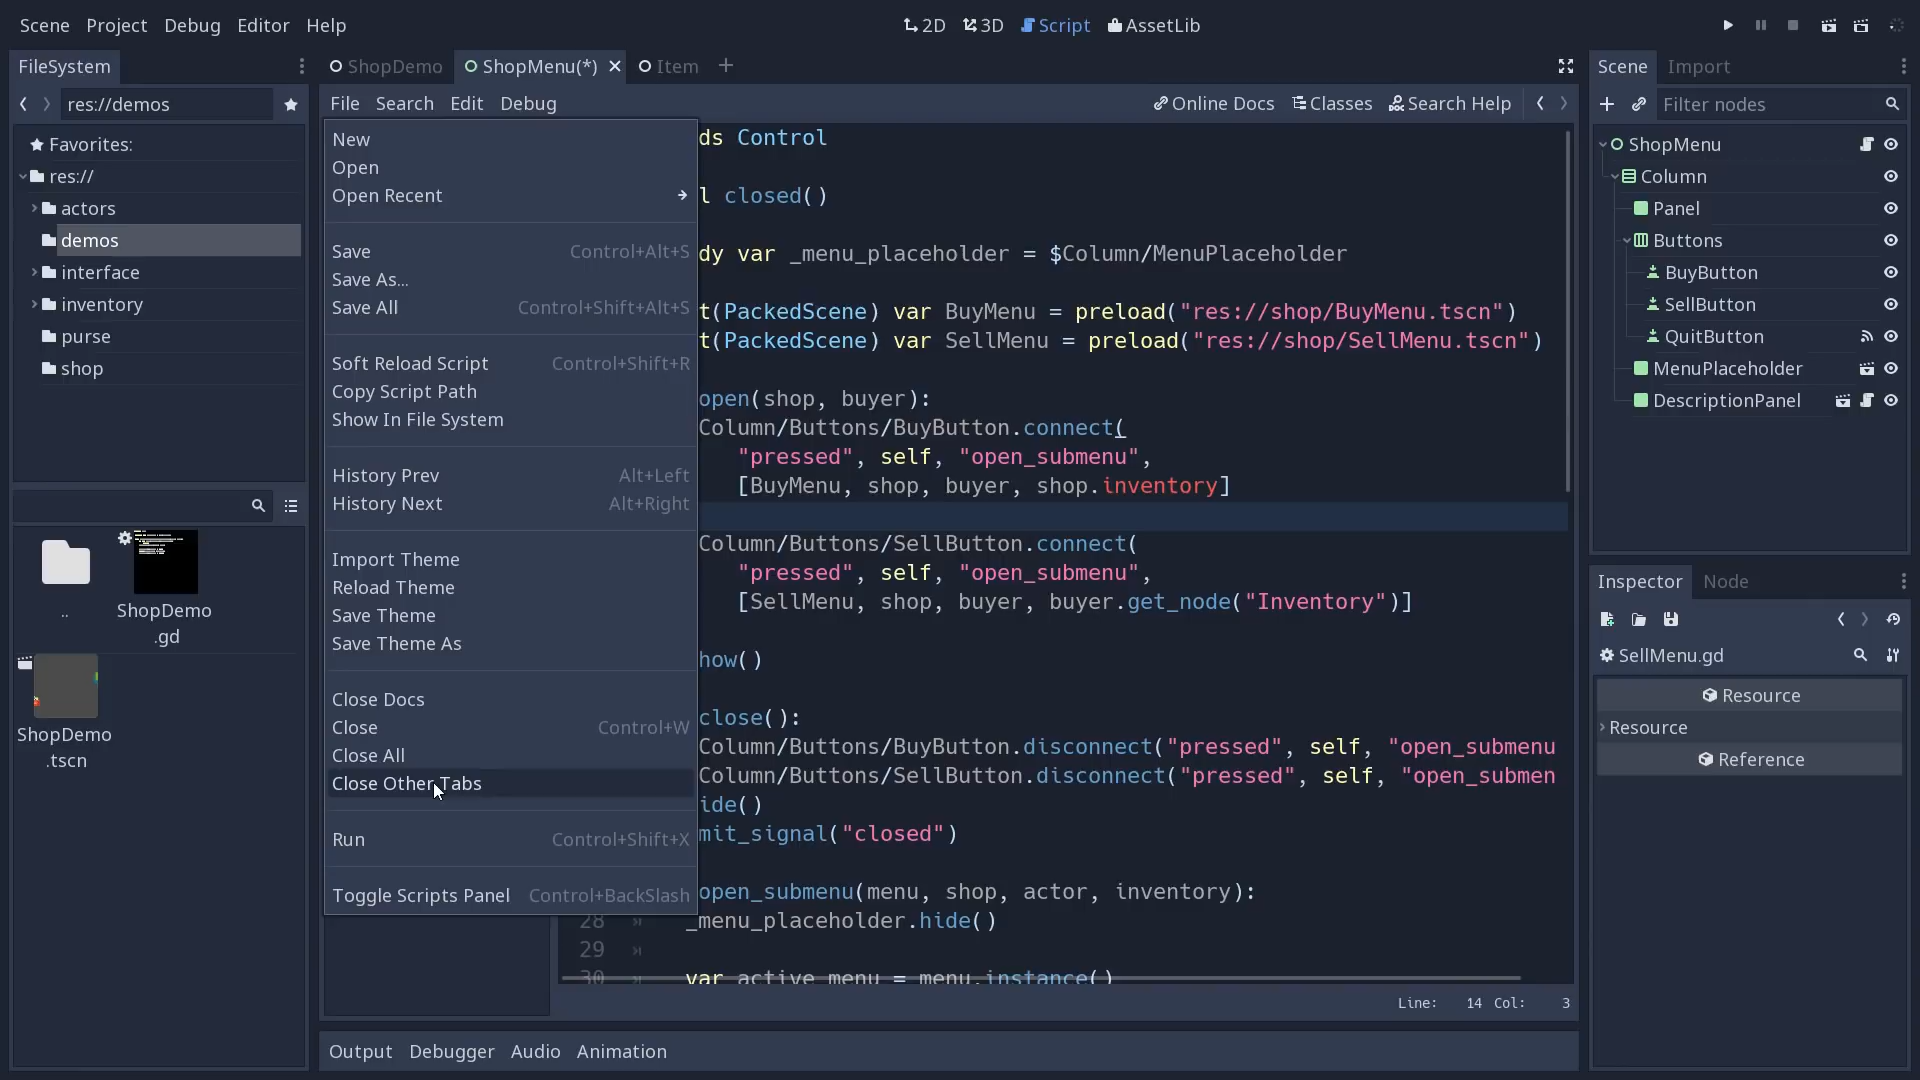 Scene Project Debug Editor Help
2D 3D Script AssetLib
FileSystem
res://demos
Favorites:
res://
actors
demos
interface
inventory
purse
shop
..
ShopDemo
.gd
ShopDemo
.tscn
ShopDemo ShopMenu(*) Item
File Search Edit Debug
Online Docs Classes Search Help
New
Open
Open Recent
Save Control+Alt+S
Save As...
Save All Control+Shift+Alt+S
Soft Reload Script Control+Shift+R
Copy Script Path
Show In File System
History Prev Alt+Left
History Next Alt+Right
Import Theme
Reload Theme
Save Theme
Save Theme As
Close Docs
Close Control+W
Close All
Close Other Tabs
Run Control+Shift+X
Toggle Scripts Panel Control+BackSlash
ds Control
l closed()
dy var _menu_placeholder = $Column/MenuPlaceholder
t(PackedScene) var BuyMenu = preload("res://shop/BuyMenu.tscn")
t(PackedScene) var SellMenu = preload("res://shop/SellMenu.tscn")
open(shop, buyer):
Column/Buttons/BuyButton.connect(
"pressed", self, "open_submenu",
[BuyMenu, shop, buyer, shop.inventory]
Column/Buttons/SellButton.connect(
"pressed", self, "open_submenu",
[SellMenu, shop, buyer, buyer.get_node("Inventory")]
how()
close():
Column/Buttons/BuyButton.disconnect("pressed", self, "open_submenu
Column/Buttons/SellButton.disconnect("pressed", self, "open_submen
ide()
mit_signal("closed")
open_submenu(menu, shop, actor, inventory):
28 _menu_placeholder.hide()
29
30 var active_menu = menu.instance()
Line: 14 Col: 3
Output Debugger Audio Animation
Scene Import
Filter nodes
ShopMenu
Column
Panel
Buttons
BuyButton
SellButton
QuitButton
MenuPlaceholder
DescriptionPanel
Inspector Node
SellMenu.gd
Resource
Resource
Reference